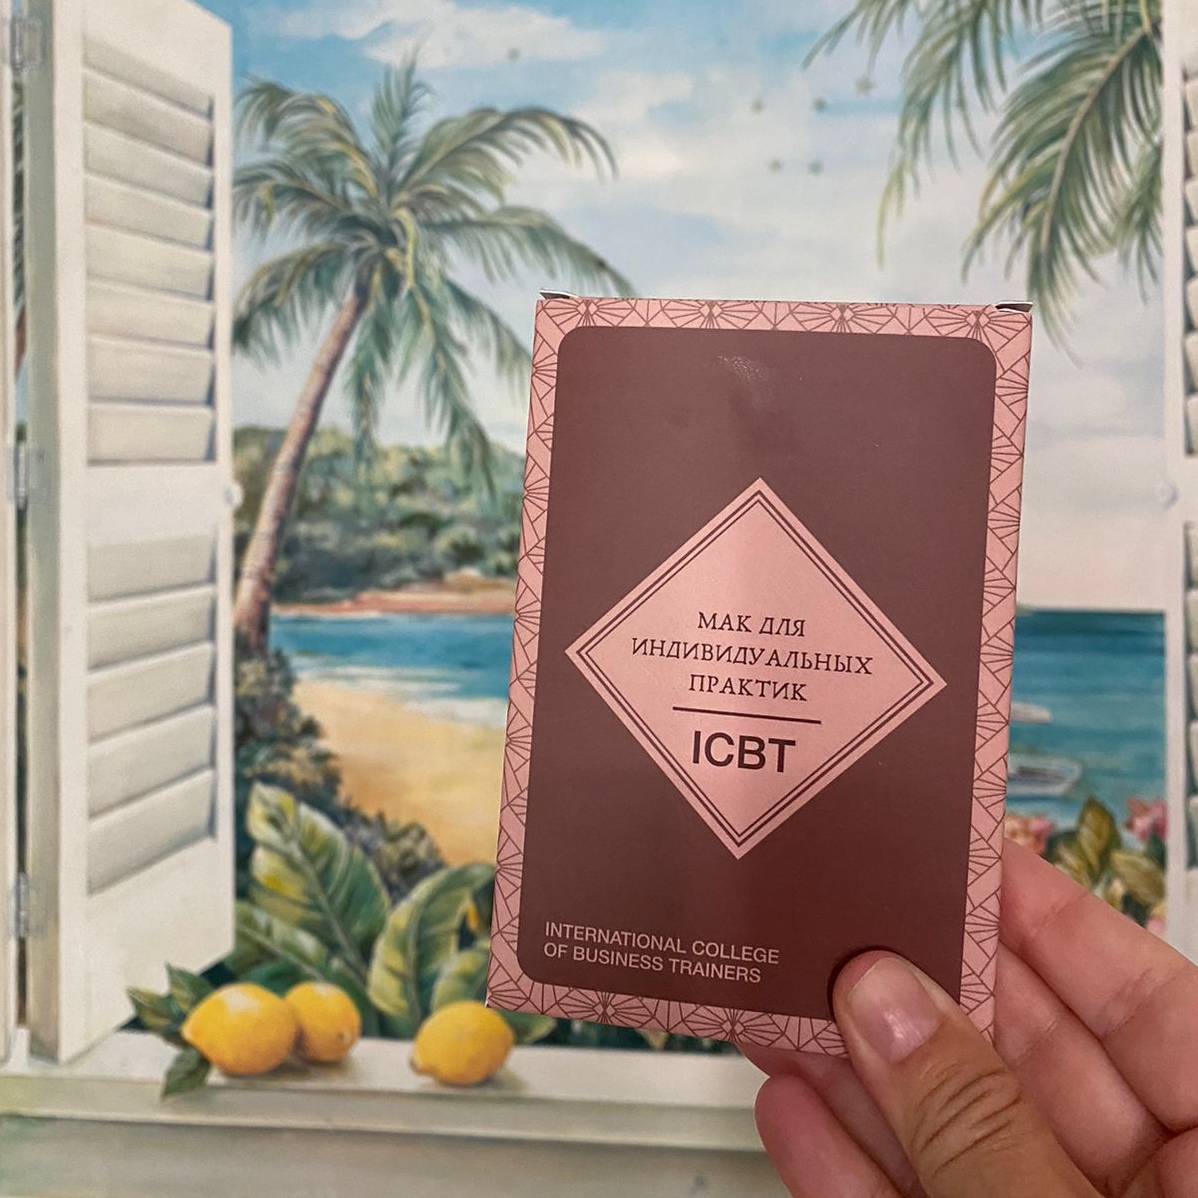 МАК ДЛЯ
ИНДИВИДУАЛЬНЫХ
ПРАКТИК
ICBT
INTERNATIONAL COLLEGE
OF BUSINESS TRAINERS